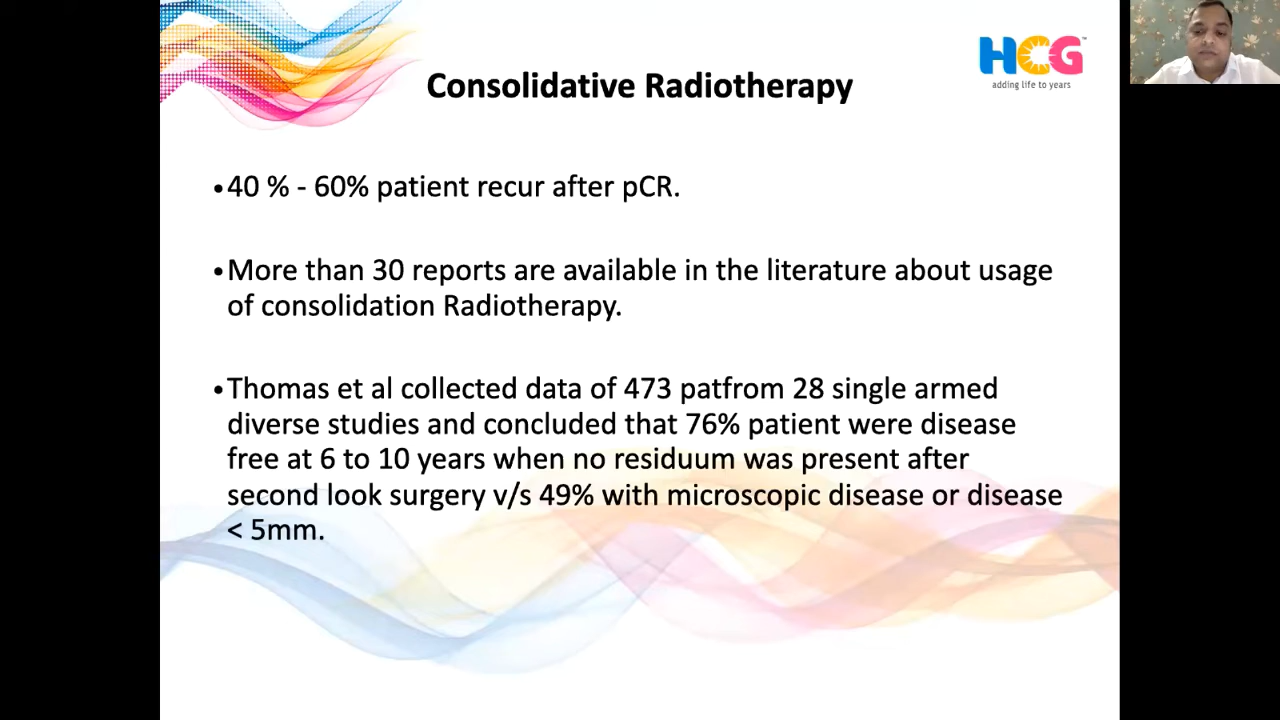 Consolidative Radiotherapy
HCG™
adding life to years
•40 % - 60% patient recur after pCR.
•More than 30 reports are available in the literature about usage
of consolidation Radiotherapy.
•Thomas et al collected data of 473 patfrom 28 single armed
diverse studies and concluded that 76% patient were disease
free at 6 to 10 years when no residuum was present after
second look surgery v/s 49% with microscopic disease or disease
< 5mm.